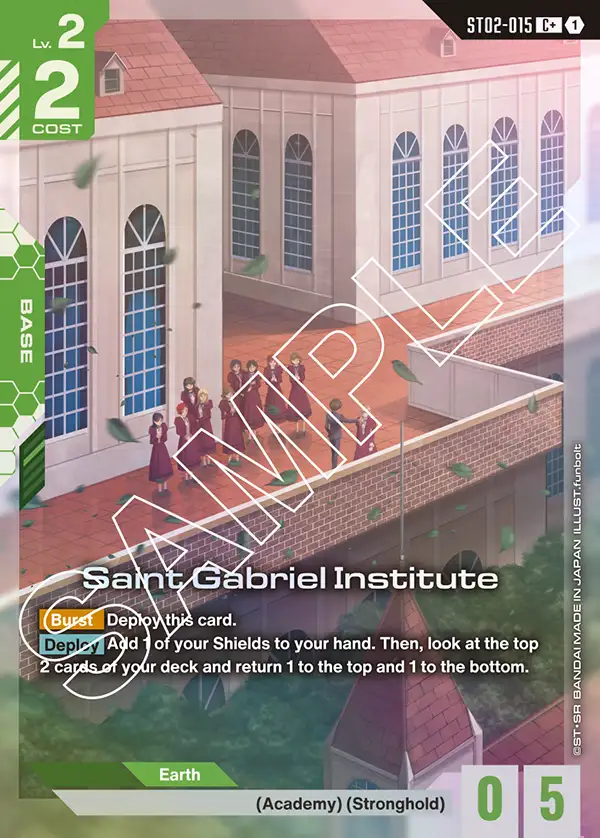 Lv. 2
2
COST
ST02-015 C+ 1
BASE
SAMPLE
Saint Gabriel Institute
Burst Deploy this card.
Deploy Add 1 of your Shields to your hand. Then, look at the top
2 cards of your deck and return 1 to the top and 1 to the bottom.
©ST・SR BANDAI MADE IN JAPAN ILLUST.funbolt
Earth
(Academy) (Stronghold)
0 5